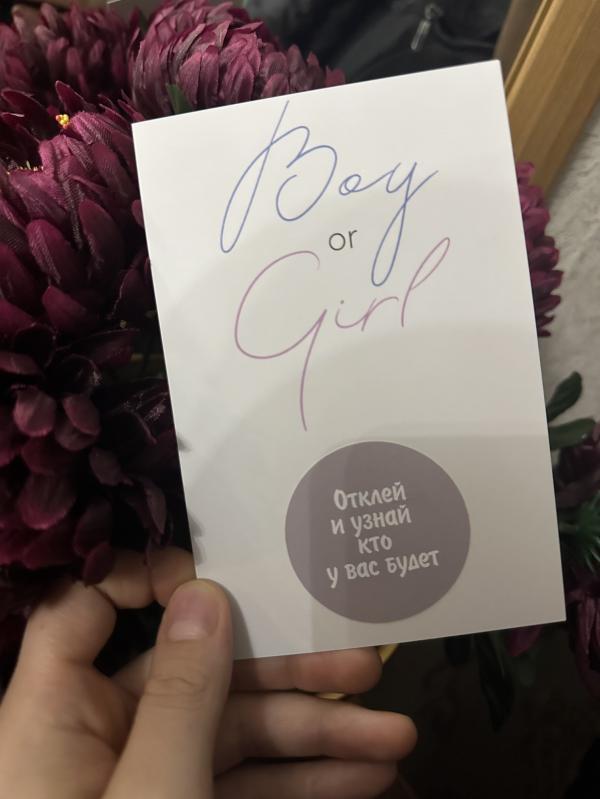 Boy
or
Girl
Отклей
и узнай
кто
у вас будет